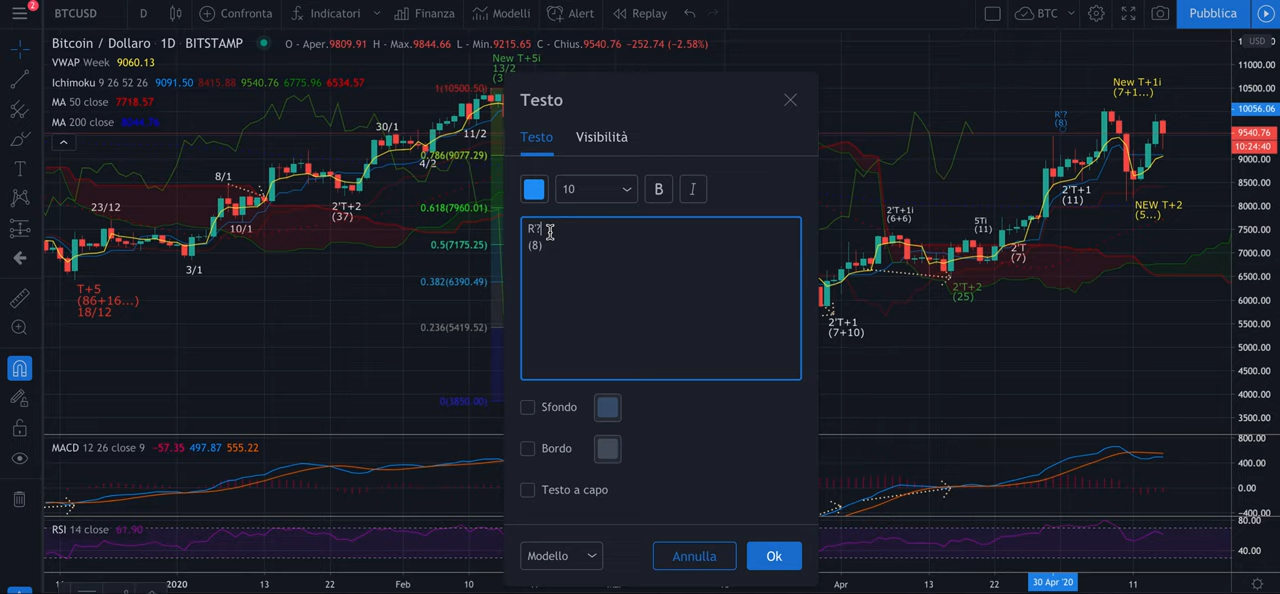 2
BTCUSD
D
Confronta
Indicatori
Finanza
Modelli
Alert
Replay
BTC
Pubblica
Bitcoin / Dollaro 1D · BITSTAMP
O - Aper.9809.91 H - Max.9844.66 L - Min.9215.65 C - Chius.9540.76 -252.74 (-2.58%)
VWAP Week 9060.13
Ichimoku 9 26 52 26 9091.50 8415.88 9540.76 6775.96 6534.57
MA 50 close 7718.57
MA 200 close
New T+5i
13/2
1(10500.50)
30/1
11/2
4/2
0.786(9077.29)
8/1
23/12
10/1
2'T+2
(37)
0.618(7960.01)
0.5(7175.25)
3/1
0.382(6390.49)
T+5
(86+16...)
18/12
0.236(5419.52)
0(3850.00)
Testo
Testo
Visibilità
10
B
I
R'?
(8)
Sfondo
Bordo
Testo a capo
Modello
Annulla
Ok
New T+1i
(7+1...)
R'?
(8)
2'T+1
(11)
NEW T+2
(5...)
2'T+1i
(6+6)
5Ti
(11)
2'T
(7)
2'T+2
(25)
2'T+1
(7+10)
USD
11000.00
10500.00
10056.06
9540.76
10:24:40
9000.00
8500.00
8000.00
7500.00
7000.00
6500.00
6000.00
5500.00
5000.00
4500.00
4000.00
3500.00
MACD 12 26 close 9 -57.35 497.87 555.22
800.00
400.00
0.00
-400.00
RSI 14 close 61.90
80.00
40.00
2020
13
22
Feb
10
Apr
13
22
30 Apr '20
11